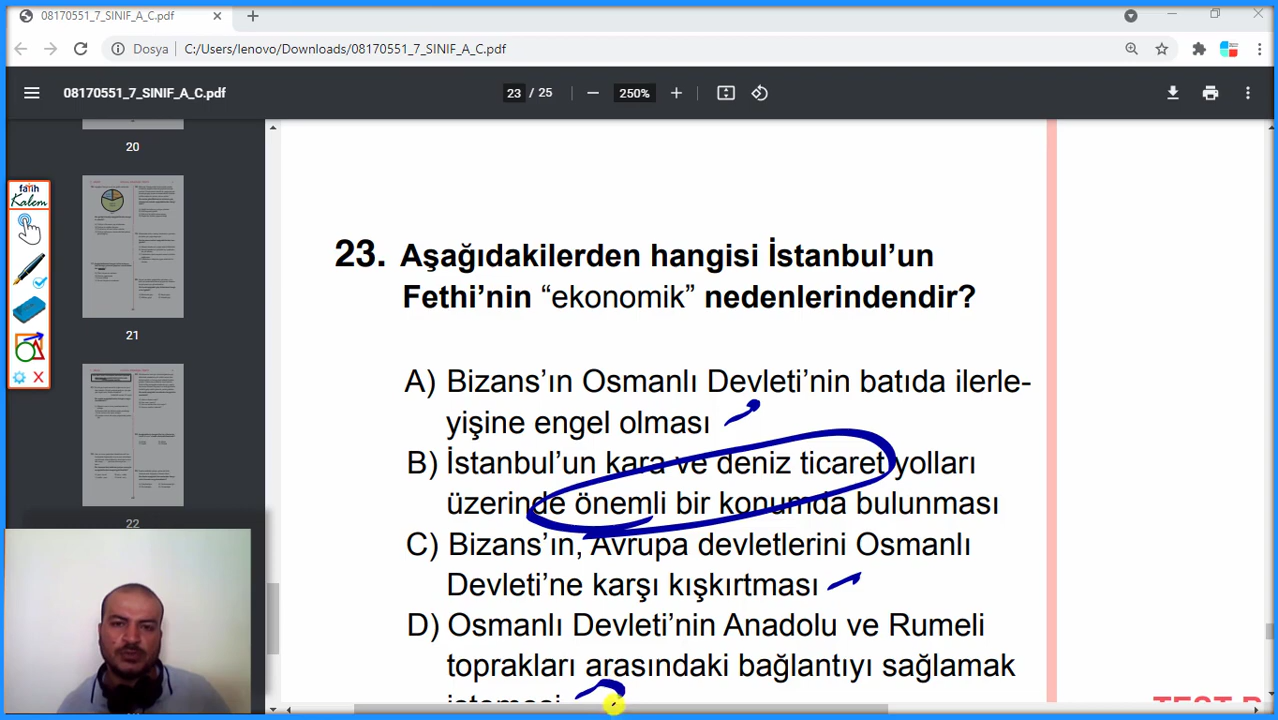 08170551_7_SINIF_A_C.pdf
Dosya
C:/Users/lenovo/Downloads/08170551_7_SINIF_A_C.pdf
08170551_7_SINIF_A_C.pdf
23 / 25
250%
20
21
22
fatih
Kalem
23. Aşağıdakilerden hangisi İstanbul’un
Fethi’nin “ekonomik” nedenlerindendir?
A) Bizans’ın Osmanlı Devleti’nin batıda ilerle-
yişine engel olması
B) İstanbul’un kara ve deniz ticaret yolları
üzerinde önemli bir konumda bulunması
C) Bizans’ın, Avrupa devletlerini Osmanlı
Devleti’ne karşı kışkırtması
D) Osmanlı Devleti’nin Anadolu ve Rumeli
toprakları arasındaki bağlantıyı sağlamak
istemesi